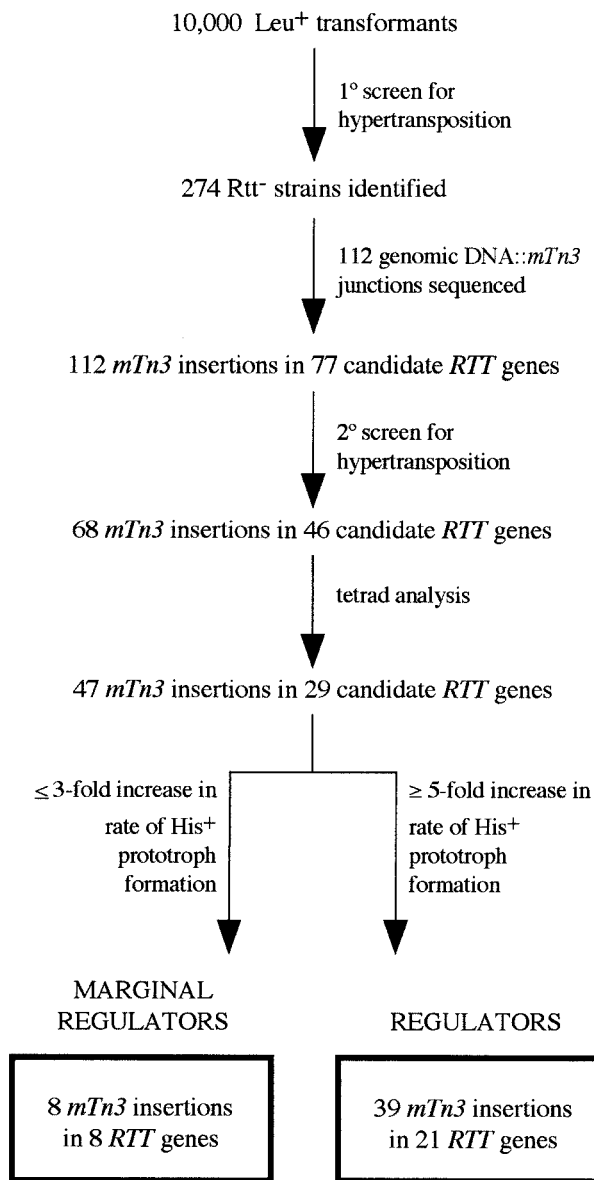 10,000 Leu+ transformants
1° screen for
hypertransposition
274 Rtt- strains identified
112 genomic DNA::mTn3
junctions sequenced
112 mTn3 insertions in 77 candidate RTT genes
2° screen for
hypertransposition
68 mTn3 insertions in 46 candidate RTT genes
tetrad analysis
47 mTn3 insertions in 29 candidate RTT genes
≤ 3-fold increase in
rate of His+
prototroph
formation
≥ 5-fold increase in
rate of His+
prototroph
formation
MARGINAL
REGULATORS
REGULATORS
8 mTn3 insertions
in 8 RTT genes
39 mTn3 insertions
in 21 RTT genes